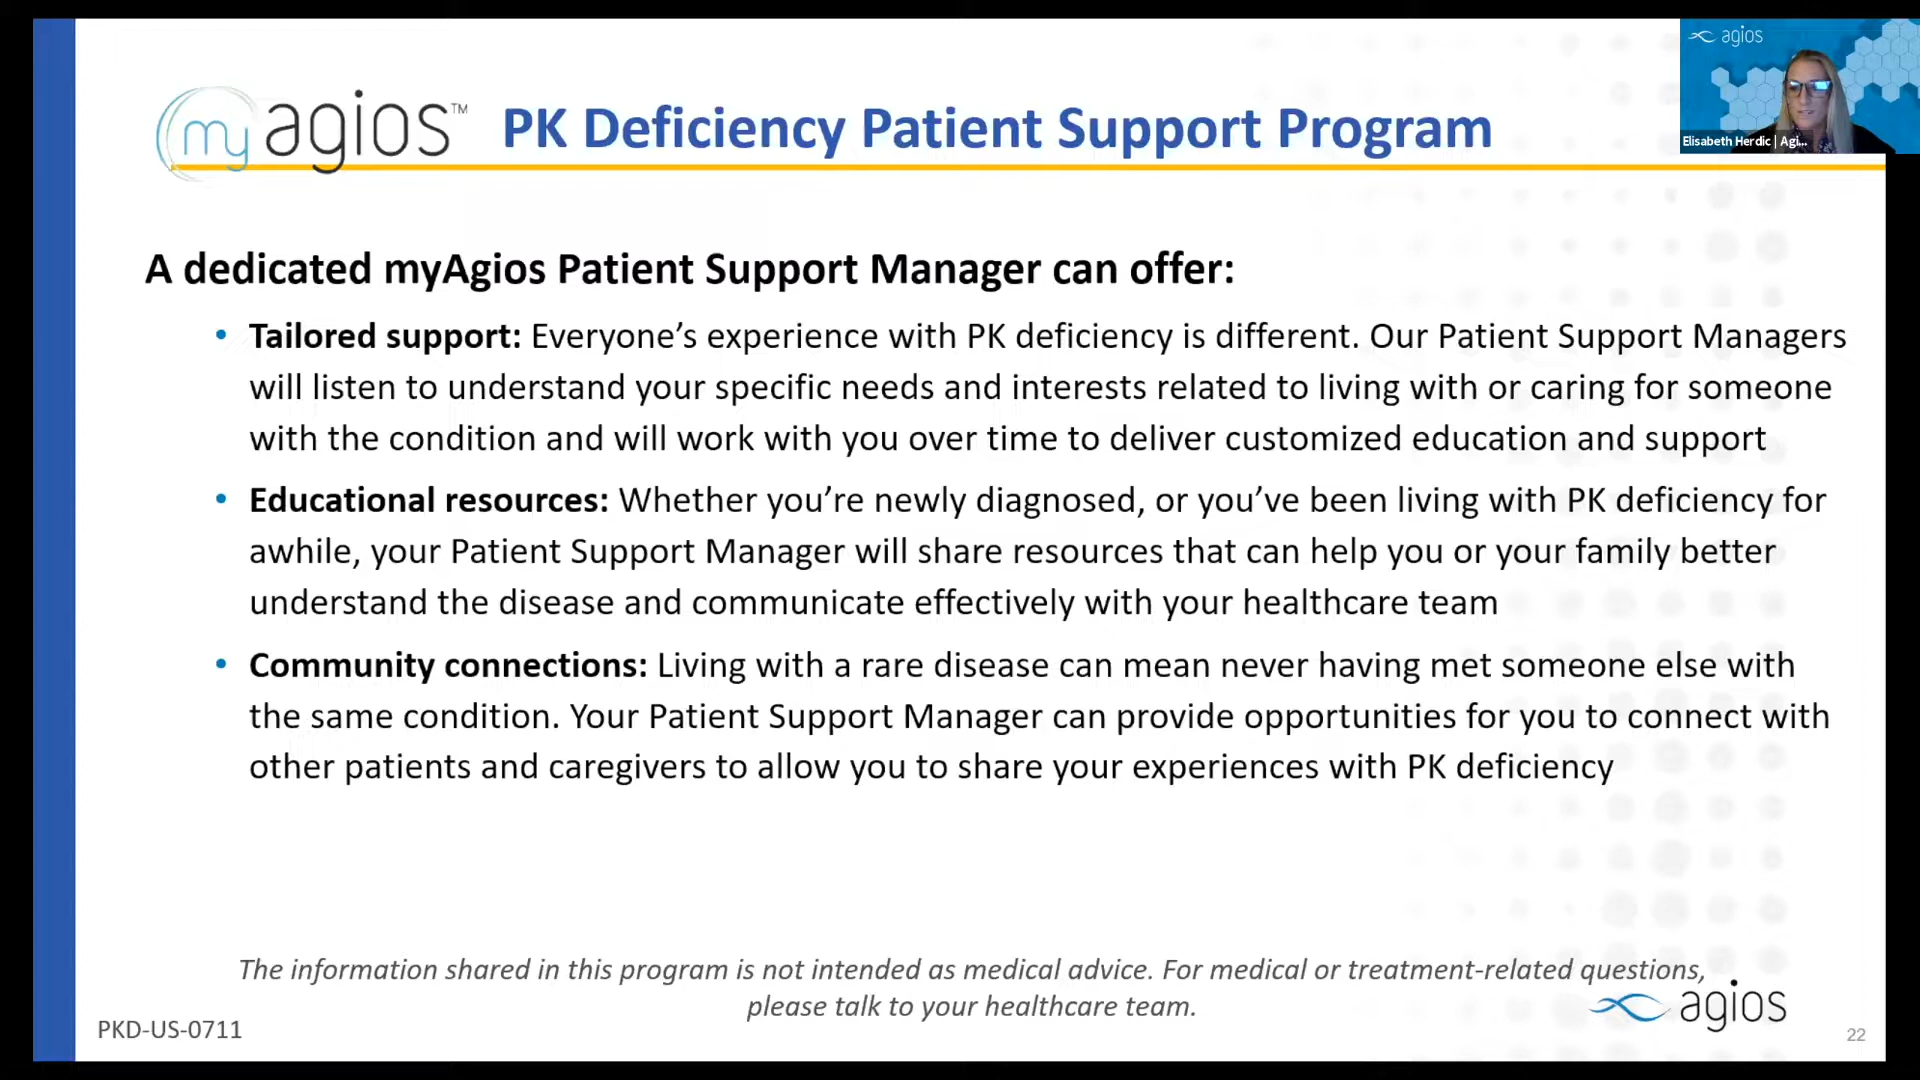 agios
Elisabeth Herdic | Agi...
my agios™ PK Deficiency Patient Support Program
A dedicated myAgios Patient Support Manager can offer:
• Tailored support: Everyone’s experience with PK deficiency is different. Our Patient Support Managers
will listen to understand your specific needs and interests related to living with or caring for someone
with the condition and will work with you over time to deliver customized education and support
• Educational resources: Whether you’re newly diagnosed, or you’ve been living with PK deficiency for
awhile, your Patient Support Manager will share resources that can help you or your family better
understand the disease and communicate effectively with your healthcare team
• Community connections: Living with a rare disease can mean never having met someone else with
the same condition. Your Patient Support Manager can provide opportunities for you to connect with
other patients and caregivers to allow you to share your experiences with PK deficiency
The information shared in this program is not intended as medical advice. For medical or treatment-related questions,
please talk to your healthcare team.
agios
PKD-US-0711
22